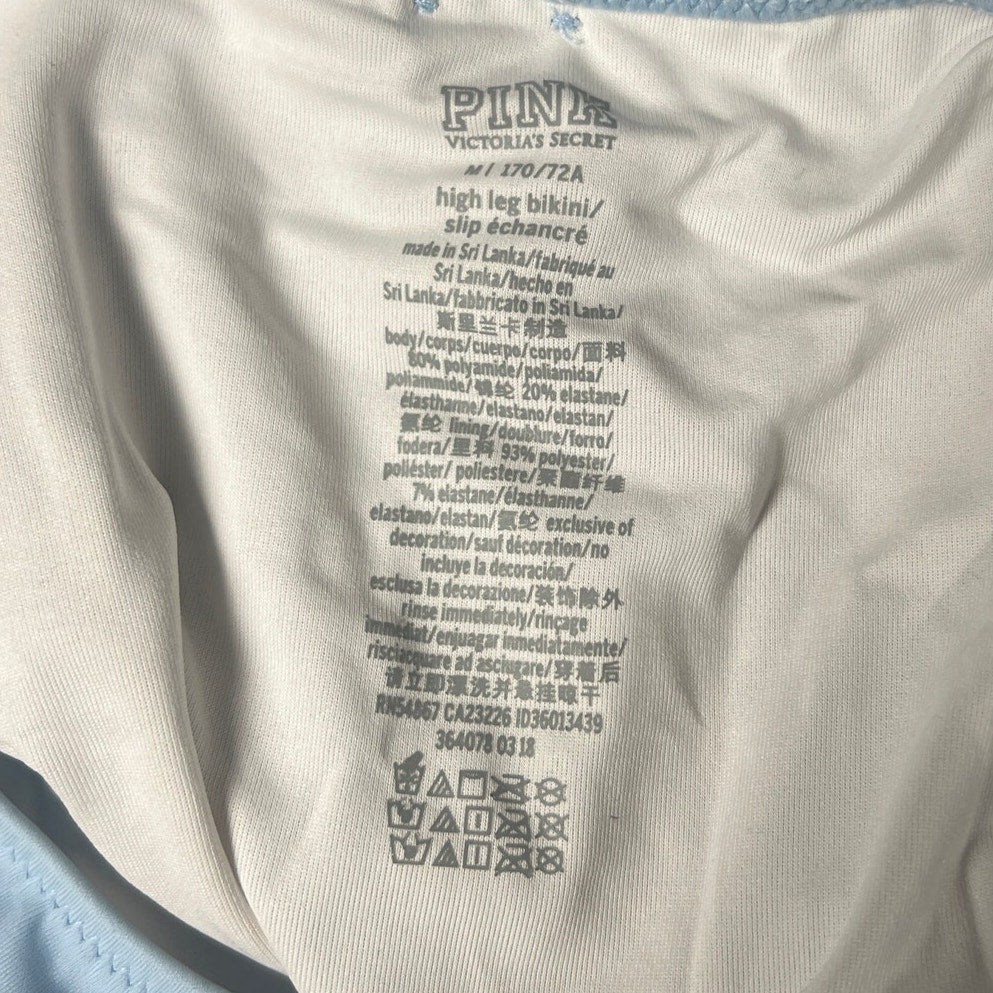 PINK
VICTORIA'S SECRET
M / 170/72A
high leg bikini/
slip échancré
made in Sri Lanka/fabriqué au
Sri Lanka/hecho en
Sri Lanka/fabbricato in Sri Lanka/
斯里兰卡制造
body/corps/cuerpo/corpo/面料
80% polyamide/poliamida/
poliammide/锦纶 20% elastane/
élasthanne/elastano/elastan/
氨纶 lining/doublure/forro/
fodera/里料 93% polyester/
poliéster/ poliestere/聚酯纤维
7% elastane/élasthanne/
elastano/elastan/氨纶 exclusive of
decoration/sauf décoration/no
incluye la decoración/
esclusa la decorazione/装饰除外
rinse immediately/rinçage
immédiat/enjuagar inmediatamente/
risciacquare ad asciugare/穿着后
请立即漂洗并悬挂晾干
RN54867 CA23226 ID36013439
364078 03 18